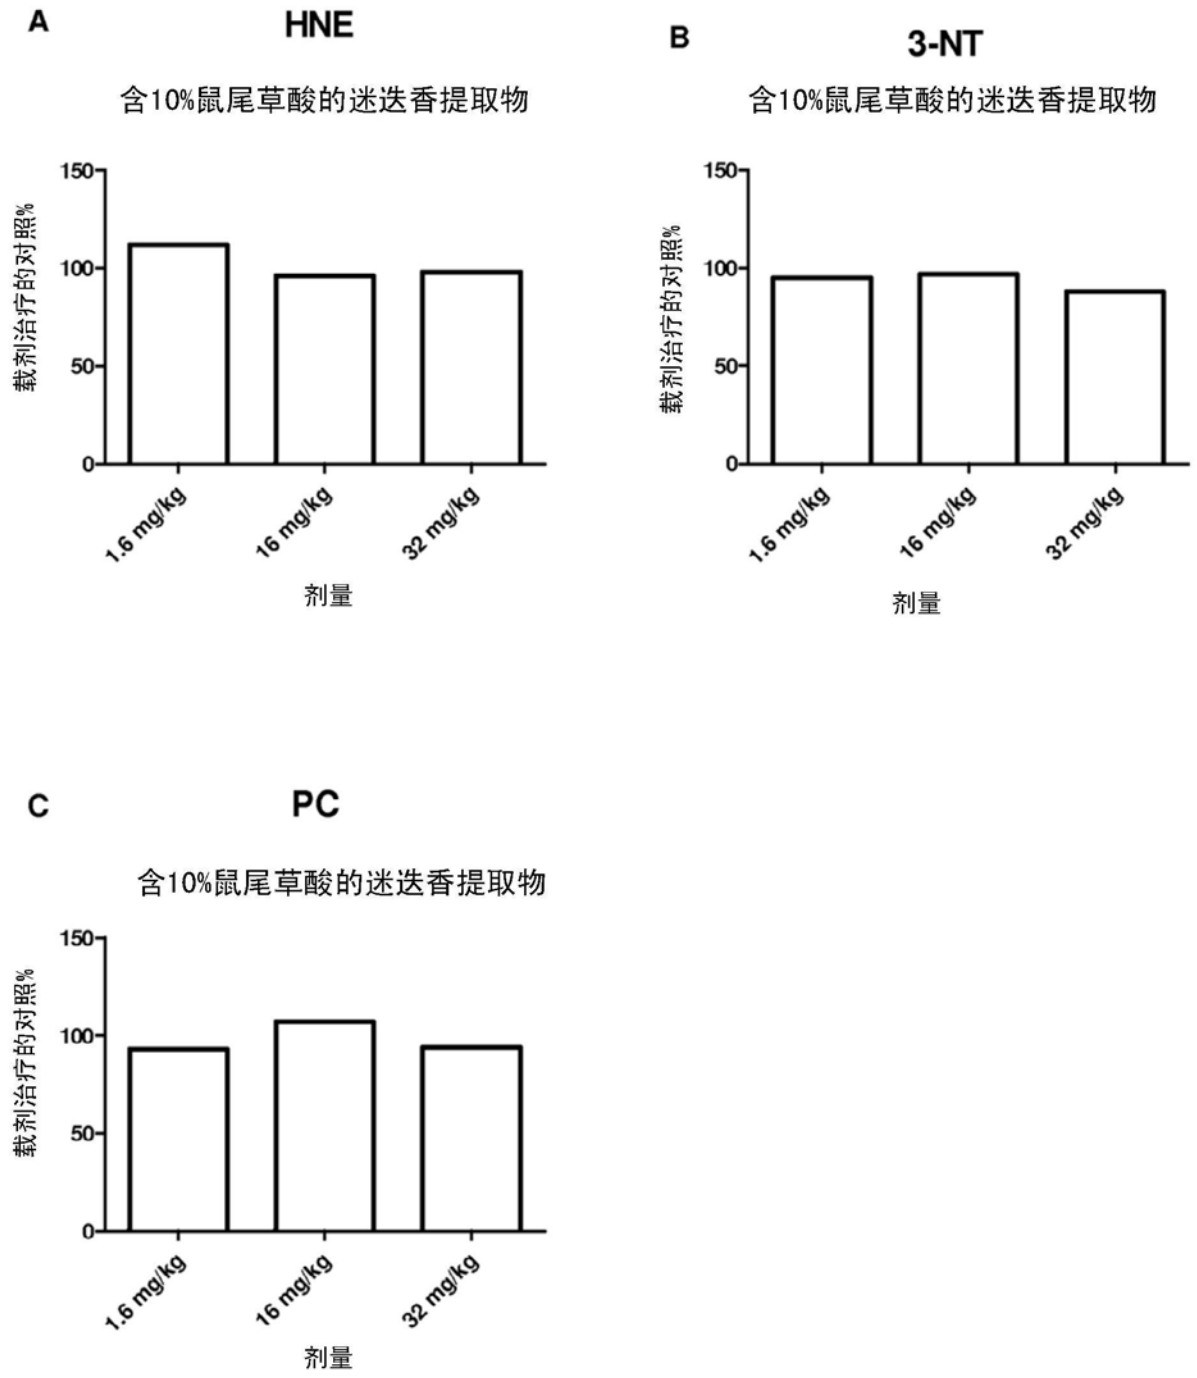 A
HNE
含10%鼠尾草酸的迷迭香提取物
载剂治疗的对照%
150
100
50
0
1.6 mg/kg
16 mg/kg
32 mg/kg
剂量
B
3-NT
含10%鼠尾草酸的迷迭香提取物
载剂治疗的对照%
150
100
50
0
1.6 mg/kg
16 mg/kg
32 mg/kg
剂量
C
PC
含10%鼠尾草酸的迷迭香提取物
载剂治疗的对照%
150
100
50
0
1.6 mg/kg
16 mg/kg
32 mg/kg
剂量